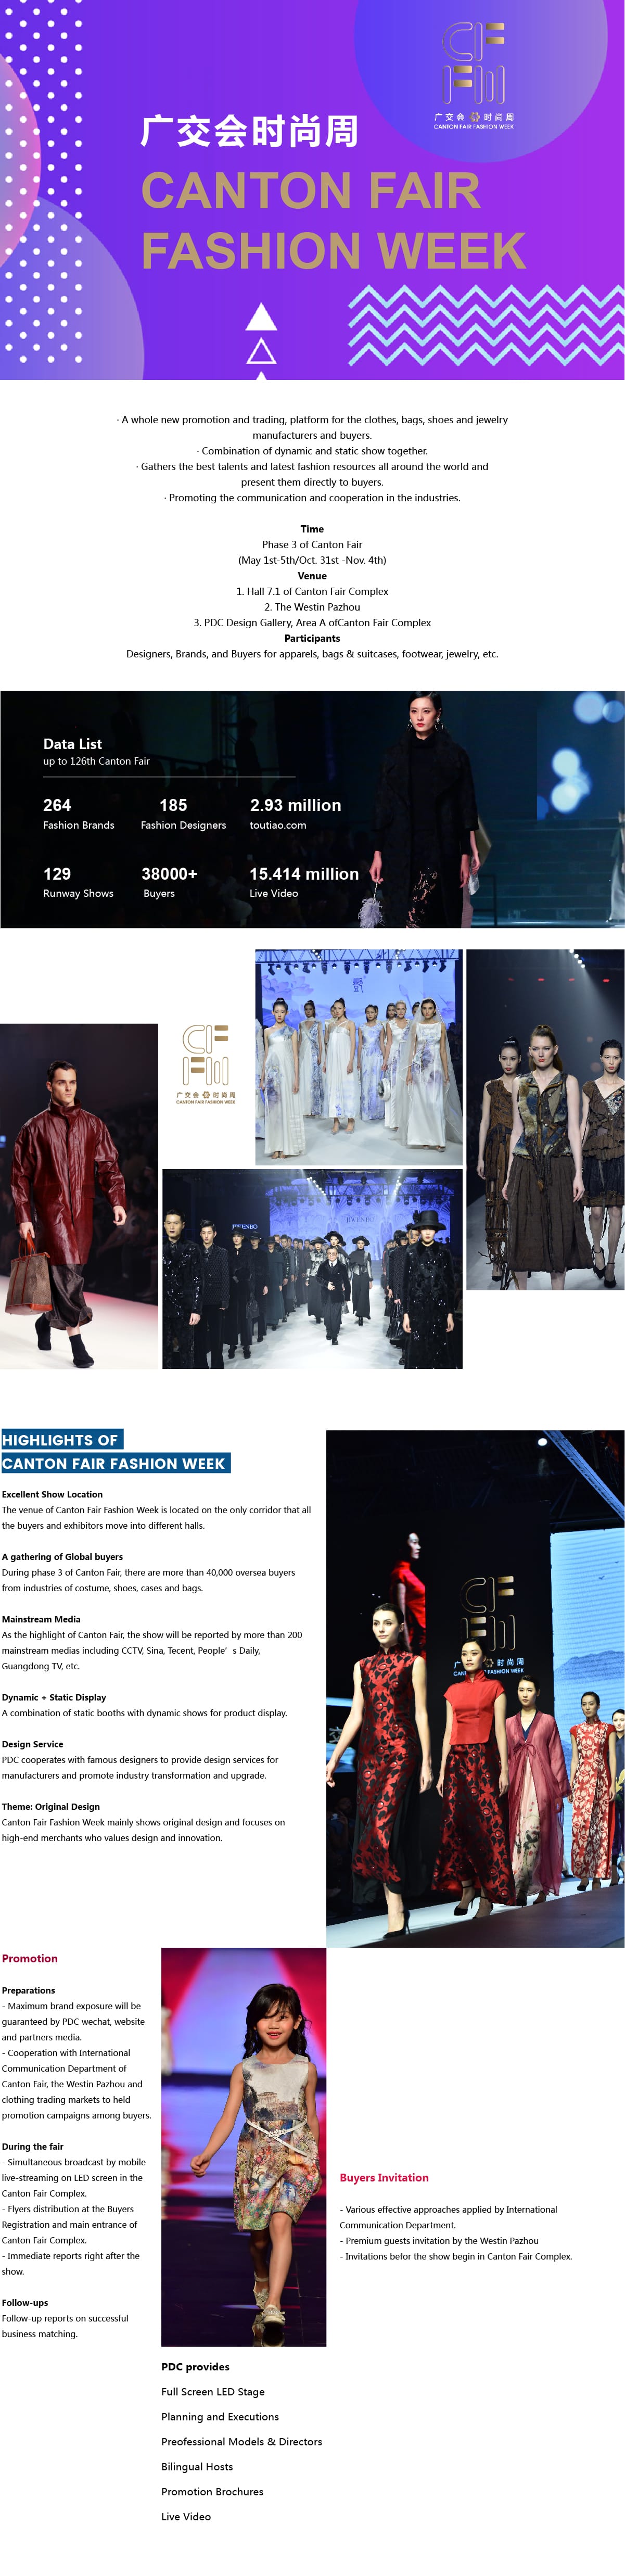 广交会时尚周
CANTON FAIR FASHION WEEK
广交会时尚周
CANTON FAIR
FASHION WEEK
· A whole new promotion and trading, platform for the clothes, bags, shoes and jewelry
manufacturers and buyers.
· Combination of dynamic and static show together.
· Gathers the best talents and latest fashion resources all around the world and
present them directly to buyers.
· Promoting the communication and cooperation in the industries.
Time
Phase 3 of Canton Fair
(May 1st-5th/Oct. 31st -Nov. 4th)
Venue
1. Hall 7.1 of Canton Fair Complex
2. The Westin Pazhou
3. PDC Design Gallery, Area A ofCanton Fair Complex
Participants
Designers, Brands, and Buyers for apparels, bags & suitcases, footwear, jewelry, etc.
Data List
up to 126th Canton Fair
264 185 2.93 million
Fashion Brands Fashion Designers toutiao.com
129 38000+ 15.414 million
Runway Shows Buyers Live Video
广交会时尚周
CANTON FAIR FASHION WEEK
JIWENBO
JIWENBO
HIGHLIGHTS OF
CANTON FAIR FASHION WEEK
Excellent Show Location
The venue of Canton Fair Fashion Week is located on the only corridor that all
the buyers and exhibitors move into different halls.
A gathering of Global buyers
During phase 3 of Canton Fair, there are more than 40,000 oversea buyers
from industries of costume, shoes, cases and bags.
Mainstream Media
As the highlight of Canton Fair, the show will be reported by more than 200
mainstream medias including CCTV, Sina, Tecent, People’ s Daily,
Guangdong TV, etc.
Dynamic + Static Display
A combination of static booths with dynamic shows for product display.
Design Service
PDC cooperates with famous designers to provide design services for
manufacturers and promote industry transformation and upgrade.
Theme: Original Design
Canton Fair Fashion Week mainly shows original design and focuses on
high-end merchants who values design and innovation.
时尚周
FASHION WEEK
Promotion
Preparations
- Maximum brand exposure will be
guaranteed by PDC wechat, website
and partners media.
- Cooperation with International
Communication Department of
Canton Fair, the Westin Pazhou and
clothing trading markets to held
promotion campaigns among buyers.
During the fair
- Simultaneous broadcast by mobile
live-streaming on LED screen in the
Canton Fair Complex.
- Flyers distribution at the Buyers
Registration and main entrance of
Canton Fair Complex.
- Immediate reports right after the
show.
Follow-ups
Follow-up reports on successful
business matching.
Buyers Invitation
- Various effective approaches applied by International
Communication Department.
- Premium guests invitation by the Westin Pazhou
- Invitations befor the show begin in Canton Fair Complex.
PDC provides
Full Screen LED Stage
Planning and Executions
Preofessional Models & Directors
Bilingual Hosts
Promotion Brochures
Live Video